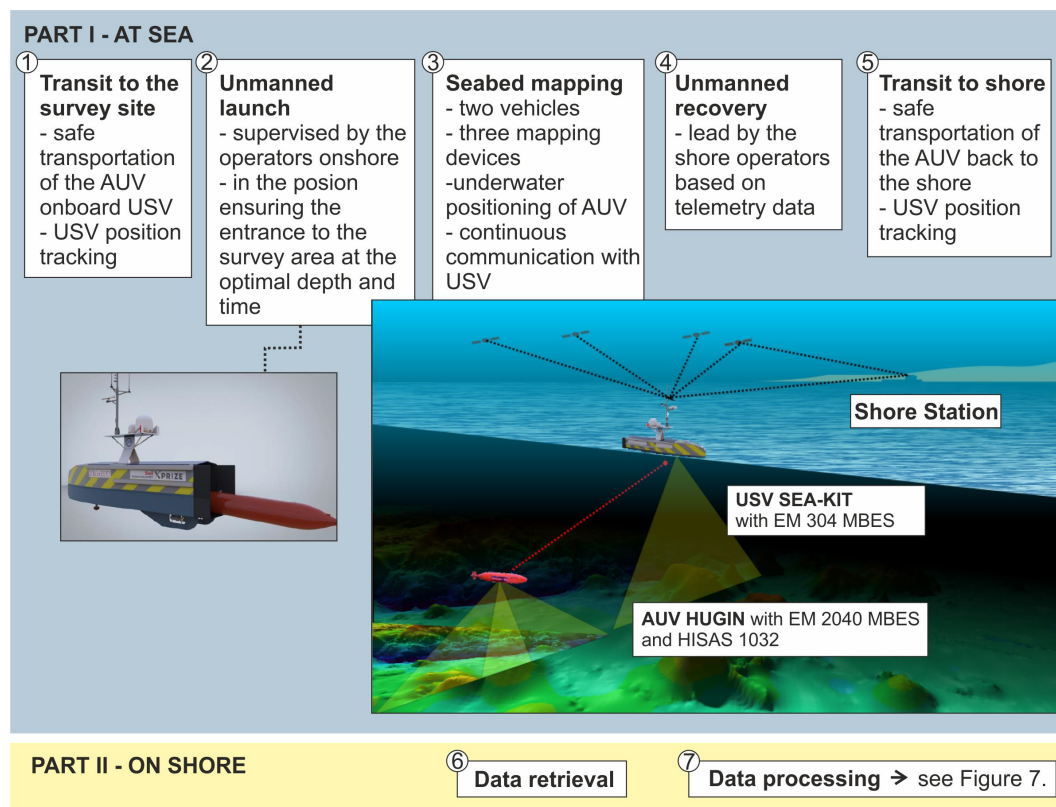 PART I - AT SEA
1
Transit to the
survey site
- safe
transportation
of the AUV
onboard USV
- USV position
tracking
2
Unmanned
launch
- supervised by the
operators onshore
- in the posion
ensuring the
entrance to the
survey area at the
optimal depth and
time
3
Seabed mapping
- two vehicles
- three mapping
devices
-underwater
positioning of AUV
- continuous
communication with
USV
4
Unmanned
recovery
- lead by the
shore operators
based on
telemetry data
5
Transit to shore
- safe
transportation of
the AUV back to
the shore
- USV position
tracking
XPRIZE
Shore Station
USV SEA-KIT
with EM 304 MBES
AUV HUGIN with EM 2040 MBES
and HISAS 1032
PART II - ON SHORE
6
Data retrieval
7
Data processing → see Figure 7.